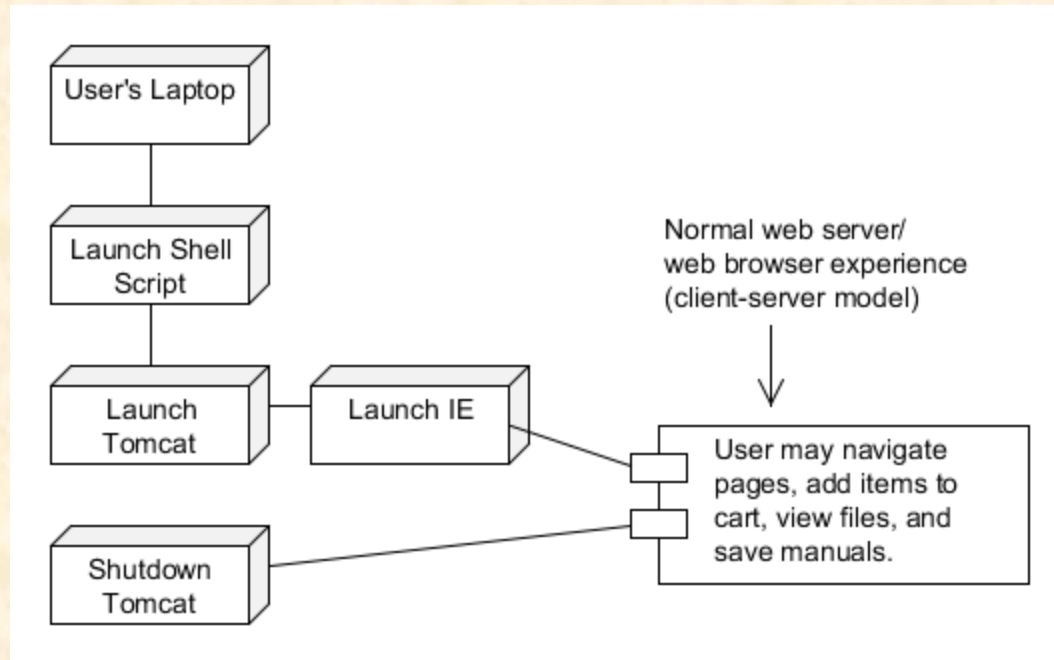 User's Laptop
Launch Shell
Script
Normal web server/
web browser experience
(client-server model)
Launch
Tomcat
Launch IE
User may navigate
pages, add items to
cart, view files, and
save manuals.
Shutdown
Tomcat